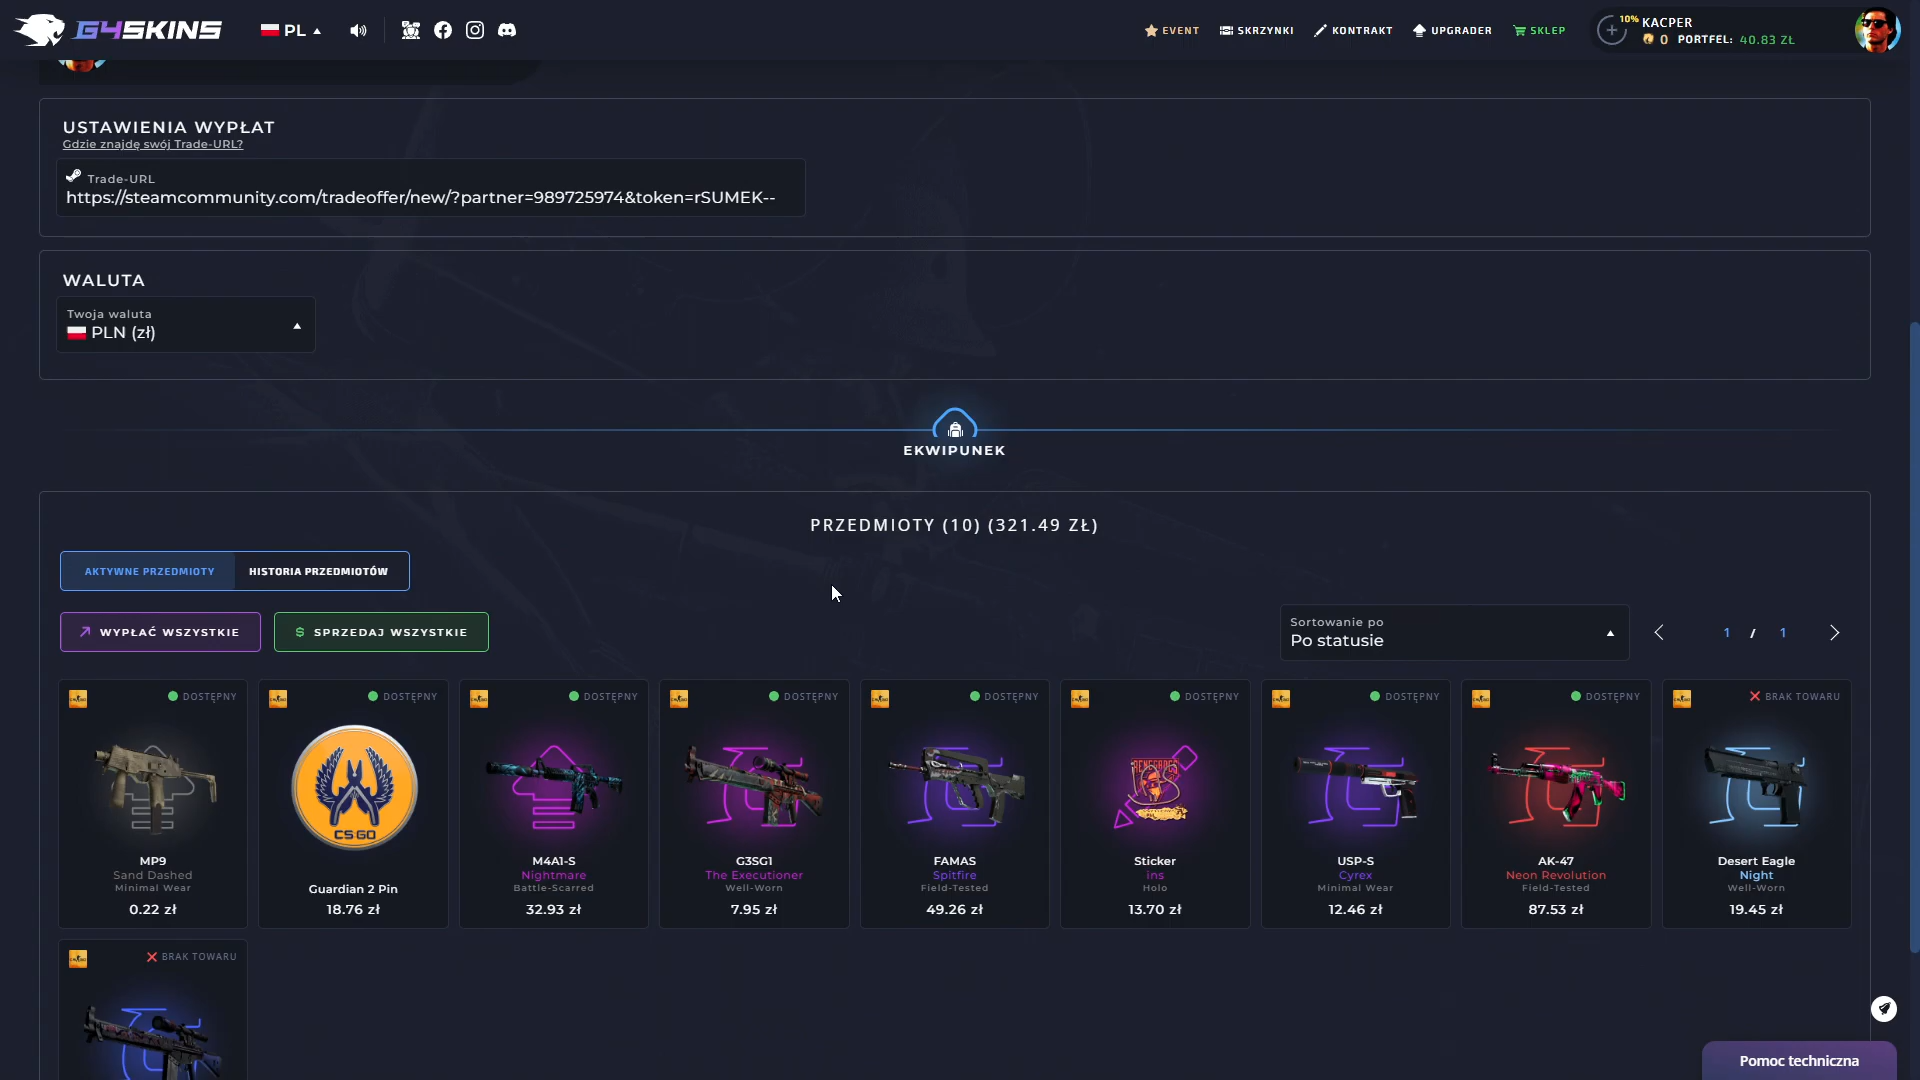 G4SKINS
PL
EVENT
SKRZYNKI
KONTRAKT
UPGRADER
SKLEP
10%
KACPER
0 PORTFEL: 40.83 ZŁ
USTAWIENIA WYPŁAT
Gdzie znajdę swój Trade-URL?
Trade-URL
https://steamcommunity.com/tradeoffer/new/?partner=989725974&token=rSUMEK--
WALUTA
Twoja waluta
PLN (zł)
EKWIPUNEK
PRZEDMIOTY (10) (321.49 ZŁ)
AKTYWNE PRZEDMIOTY
HISTORIA PRZEDMIOTÓW
WYPŁAĆ WSZYSTKIE
$ SPRZEDAJ WSZYSTKIE
Sortowanie po
Po statusie
1 / 1
DOSTĘPNY
MP9
Sand Dashed
Minimal Wear
0.22 zł
DOSTĘPNY
CS GO
Guardian 2 Pin
18.76 zł
DOSTĘPNY
M4A1-S
Nightmare
Battle-Scarred
32.93 zł
DOSTĘPNY
G3SG1
The Executioner
Well-Worn
7.95 zł
DOSTĘPNY
FAMAS
Spitfire
Field-Tested
49.26 zł
DOSTĘPNY
RENEGADES
Sticker
ins
Holo
13.70 zł
DOSTĘPNY
USP-S
Cyrex
Minimal Wear
12.46 zł
DOSTĘPNY
AK-47
Neon Revolution
Field-Tested
87.53 zł
BRAK TOWARU
Desert Eagle
Night
Well-Worn
19.45 zł
BRAK TOWARU
Pomoc techniczna